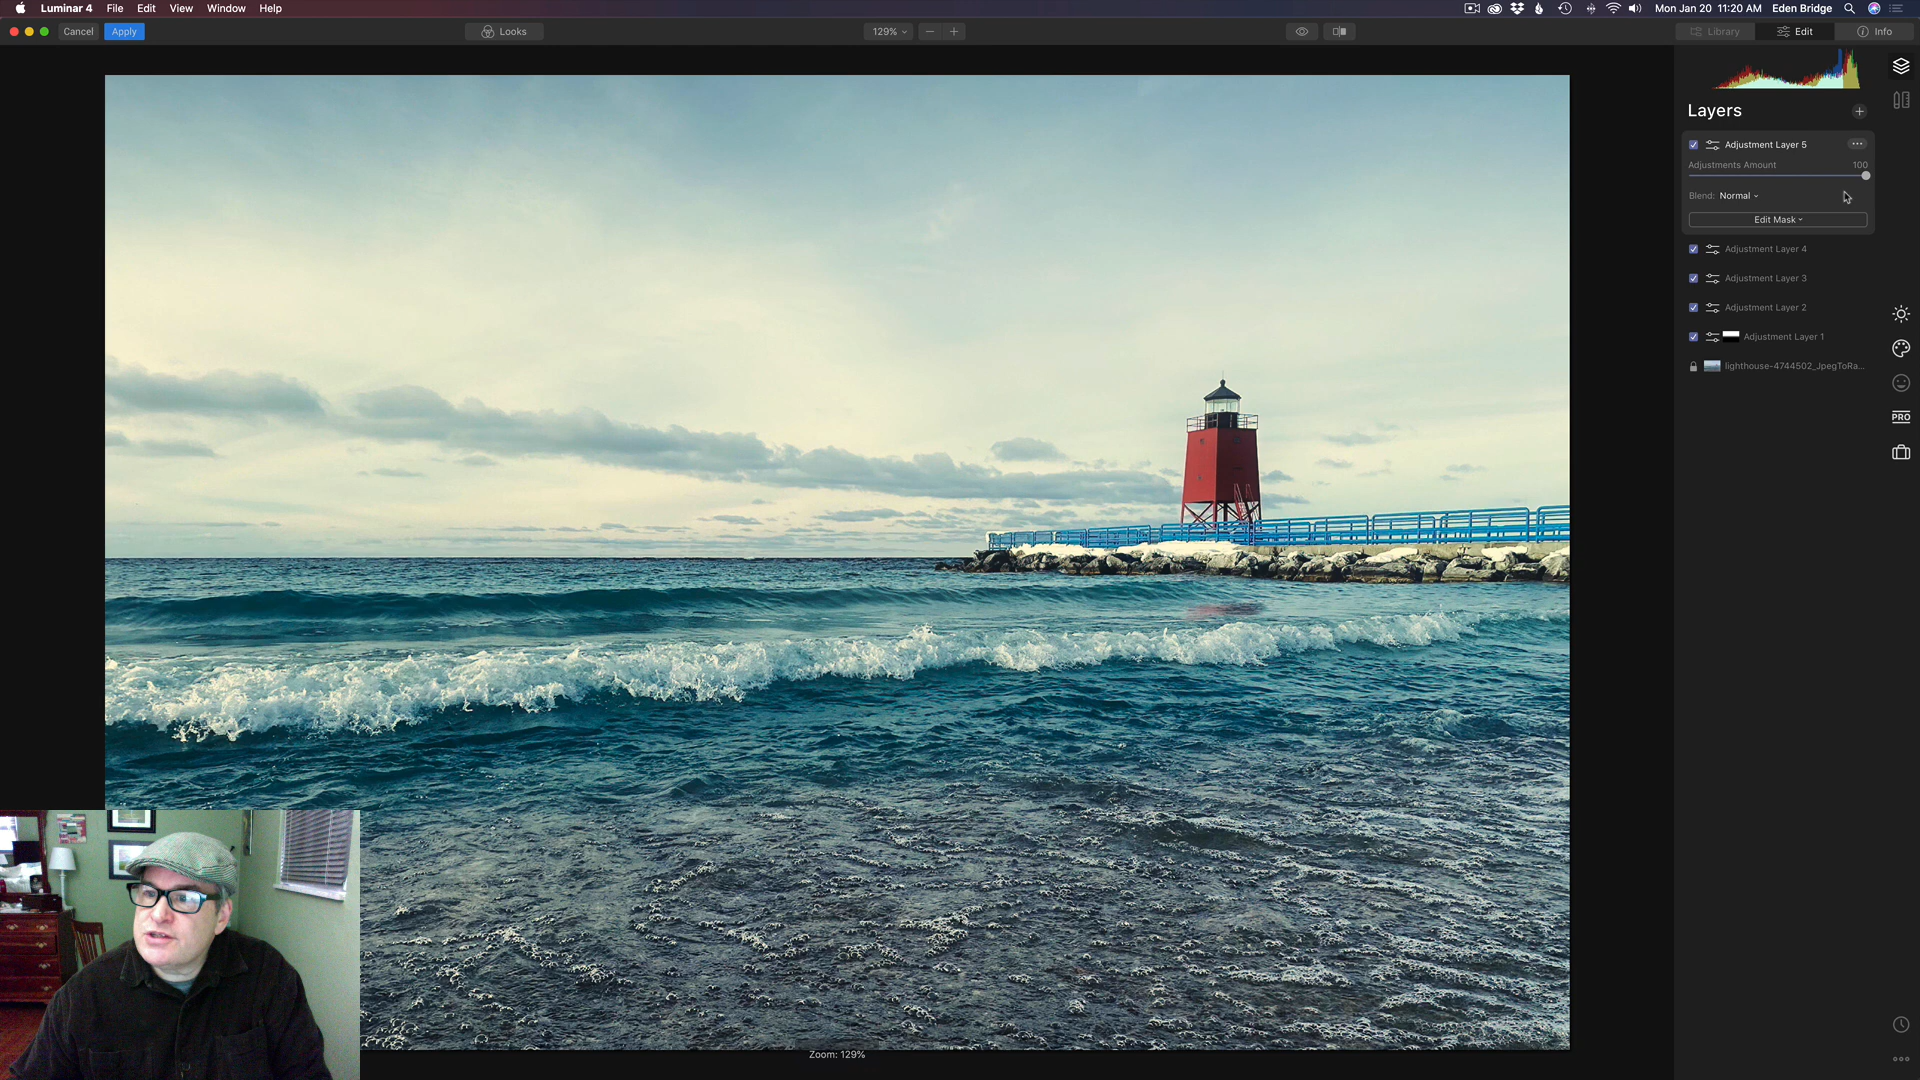 Luminar 4 File Edit View Window Help Mon Jan 20 11:20 AM Eden Bridge
Cancel Apply Looks 129% Library Edit Info
Layers
Adjustment Layer 5
Adjustments Amount 100
Blend: Normal
Edit Mask
Adjustment Layer 4
Adjustment Layer 3
Adjustment Layer 2
Adjustment Layer 1
lighthouse-4744502_JpegToRa...
PRO
Zoom: 129%